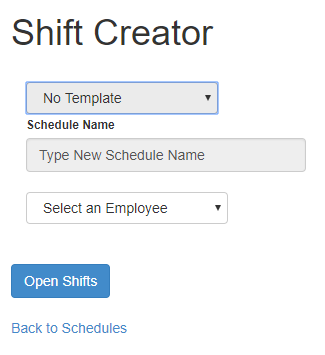 Shift Creator
No Template
Schedule Name
Type New Schedule Name
Select an Employee
Open Shifts
Back to Schedules